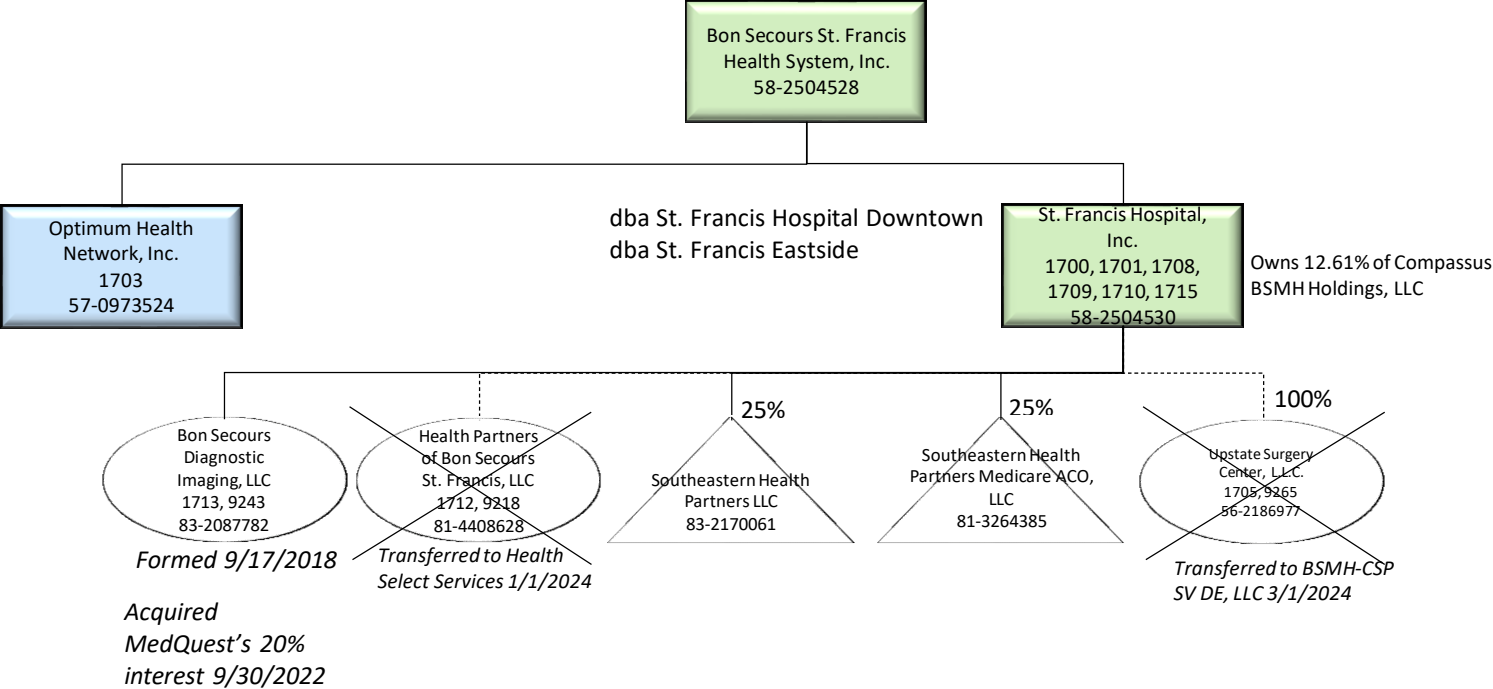 Bon Secours St. Francis
Health System, Inc.
58-2504528
Optimum Health
Network, Inc.
1703
57-0973524
dba St. Francis Hospital Downtown
dba St. Francis Eastside
St. Francis Hospital,
Inc.
1700, 1701, 1708,
1709, 1710, 1715
58-2504530
Owns 12.61% of Compassus
BSMH Holdings, LLC
Bon Secours
Diagnostic
Imaging, LLC
1713, 9243
83-2087782
Formed 9/17/2018
Acquired
MedQuest’s 20%
interest 9/30/2022
Health Partners
of Bon Secours
St. Francis, LLC
1712, 9218
81-4408628
Transferred to Health
Select Services 1/1/2024
25%
Southeastern Health
Partners LLC
83-2170061
25%
Southeastern Health
Partners Medicare ACO,
LLC
81-3264385
100%
Upstate Surgery
Center, L.L.C.
1705, 9265
56-2186977
Transferred to BSMH-CSP
SV DE, LLC 3/1/2024